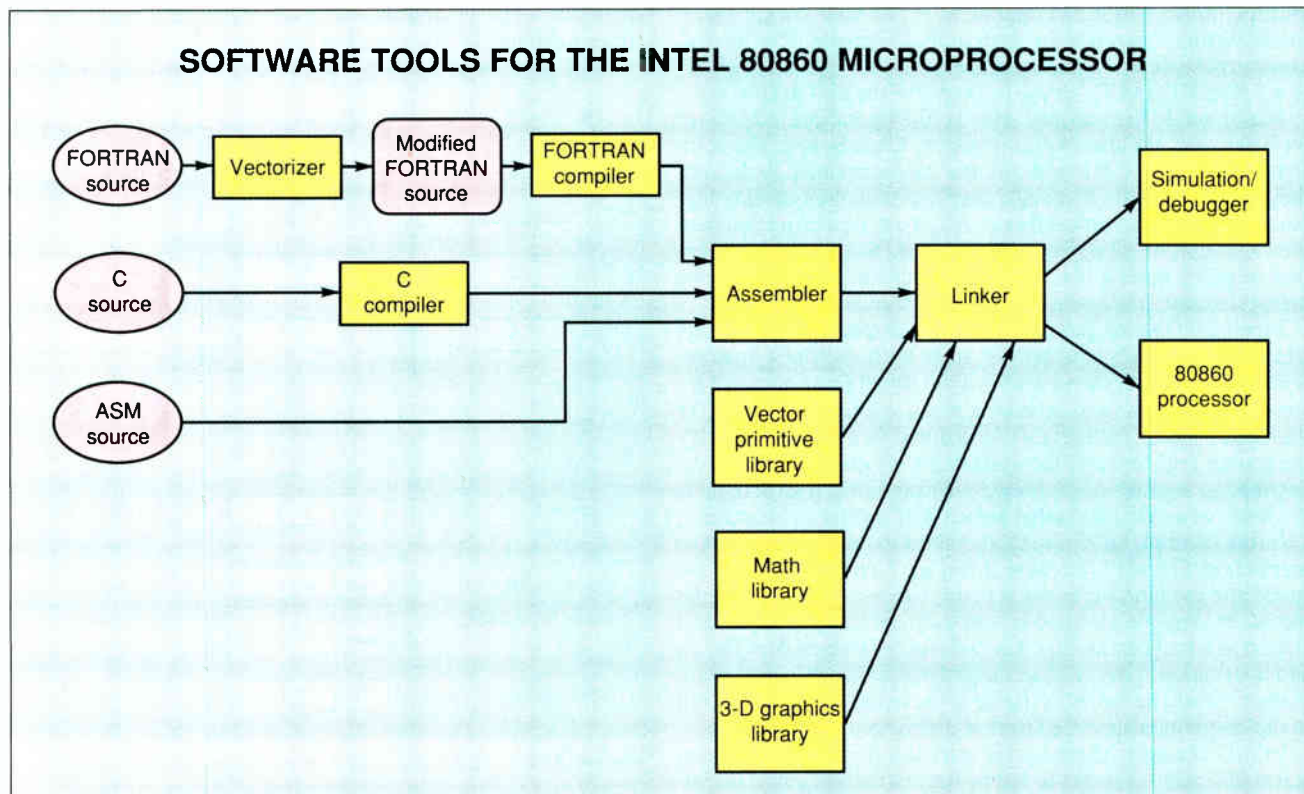 SOFTWARE TOOLS FOR THE INTEL 80860 MICROPROCESSOR
FORTRAN
source
Vectorizer
Modified
FORTRAN
source
FORTRAN
compiler
C
source
C
compiler
ASM
source
Assembler
Linker
Simulation/
debugger
80860
processor
Vector
primitive
library
Math
library
3-D graphics
library